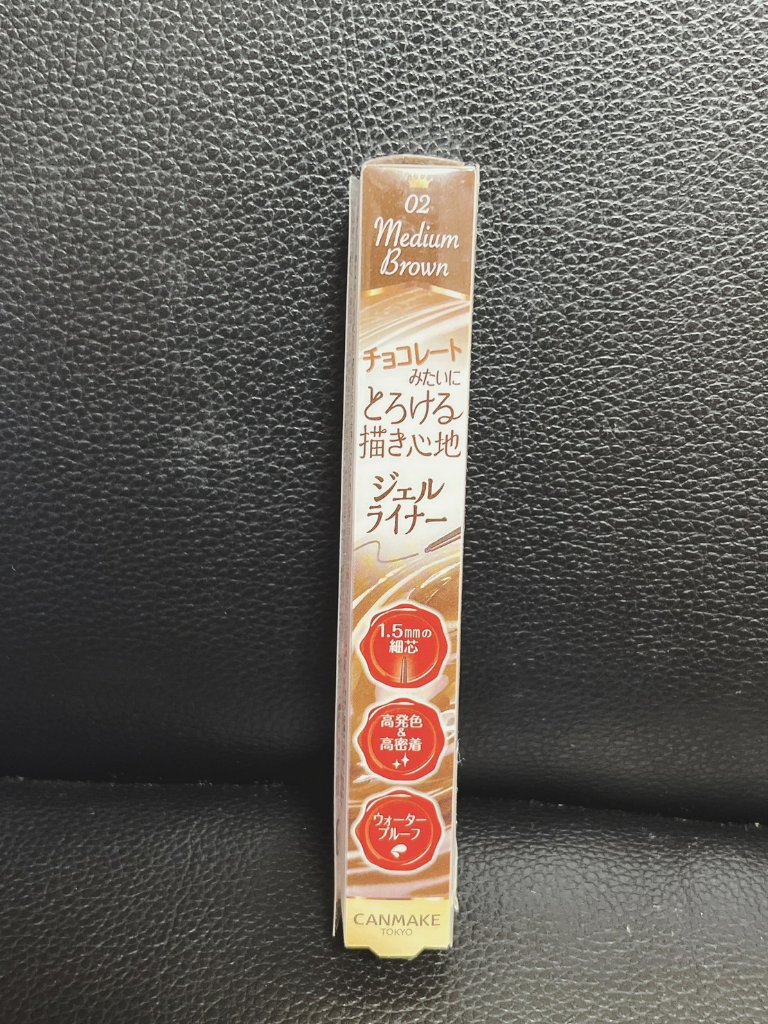 02
Medium
Brown
チョコレート
みたいに
とろける
描き心地
ジェル
ライナー
1.5mmの
細芯
高発色
&
高密着
ウォーター
プルーフ
CANMAKE
TOKYO